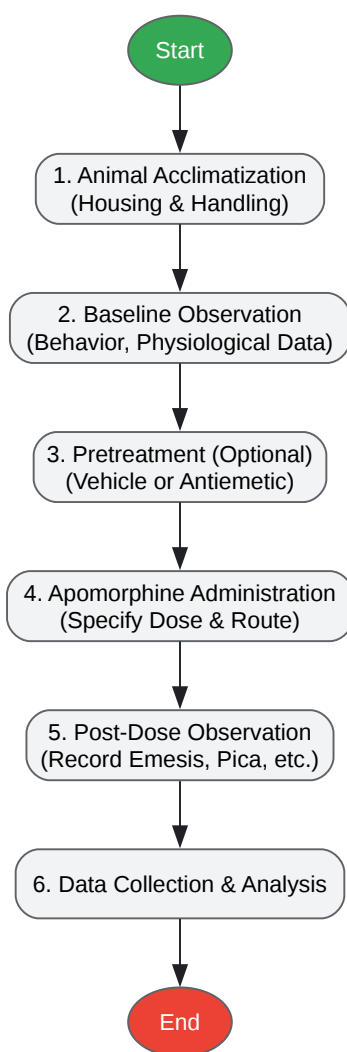 Start
1. Animal Acclimatization
(Housing & Handling)
2. Baseline Observation
(Behavior, Physiological Data)
3. Pretreatment (Optional)
(Vehicle or Antiemetic)
4. Apomorphine Administration
(Specify Dose & Route)
5. Post-Dose Observation
(Record Emesis, Pica, etc.)
6. Data Collection & Analysis
End